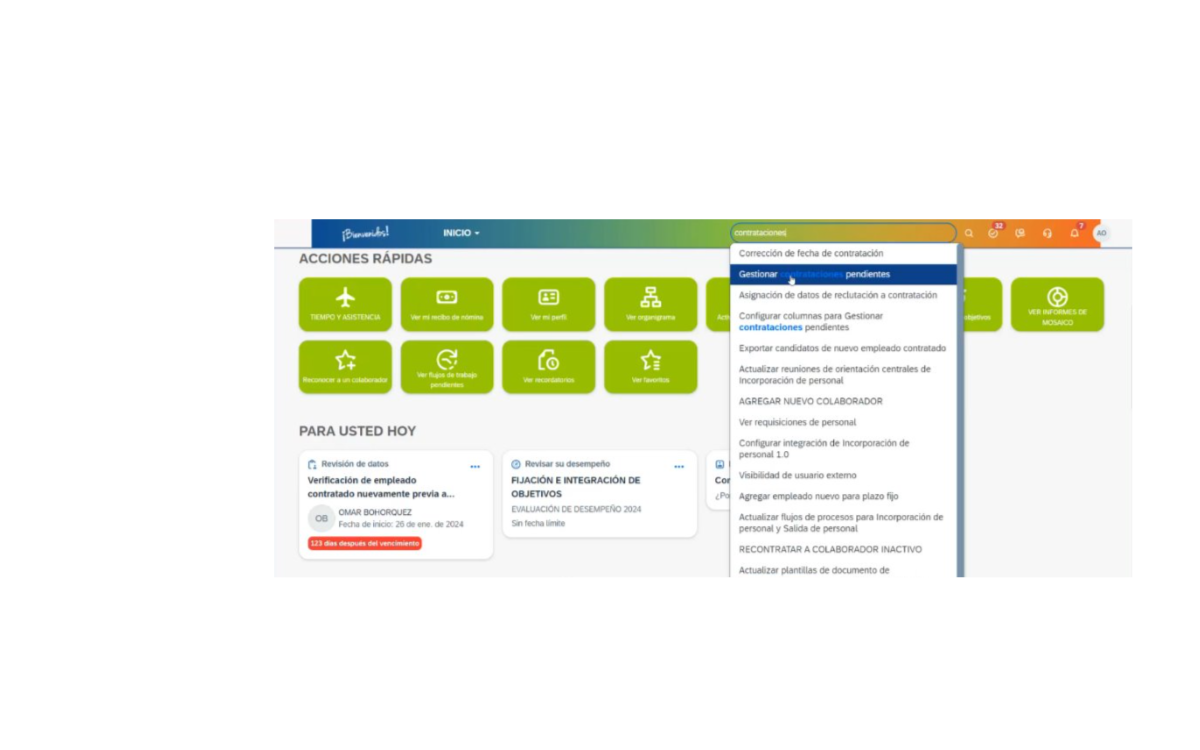 ¡Bienvenidos!
INICIO
contrataciones
32
7
AO
ACCIONES RÁPIDAS
TIEMPO Y ASISTENCIA
Ver mi recibo de nómina
Ver mi perfil
Ver organigrama
VER INFORMES DE
MOSAICO
Reconocer a un colaborador
Ver flujos de trabajo
pendientes
Ver recordatorios
Ver favoritos
Corrección de fecha de contratación
Gestionar contrataciones pendientes
Asignación de datos de reclutación a contratación
Configurar columnas para Gestionar
contrataciones pendientes
Exportar candidatos de nuevo empleado contratado
Actualizar reuniones de orientación centrales de
Incorporación de personal
AGREGAR NUEVO COLABORADOR
Ver requisiciones de personal
Configurar integración de Incorporación de
personal 1.0
Visibilidad de usuario externo
Agregar empleado nuevo para plazo fijo
Actualizar flujos de procesos para Incorporación de
personal y Salida de personal
RECONTRATAR A COLABORADOR INACTIVO
Actualizar plantillas de documento de
PARA USTED HOY
Revisión de datos
Verificación de empleado
contratado nuevamente previa a...
OB
OMAR BOHORQUEZ
Fecha de inicio: 26 de ene. de 2024
123 días después del vencimiento
Revisar su desempeño
FIJACIÓN E INTEGRACIÓN DE
OBJETIVOS
EVALUACIÓN DE DESEMPEÑO 2024
Sin fecha límite